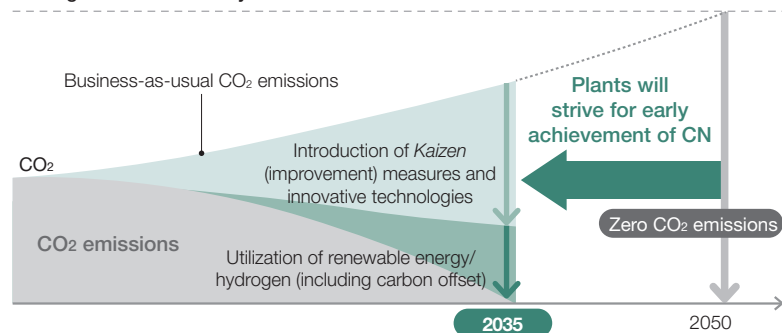 Business-as-usual CO₂ emissions
Plants will
strive for early
achievement of CN
CO₂
Introduction of Kaizen
(improvement) measures and
innovative technologies
CO₂ emissions
Zero CO₂ emissions
Utilization of renewable energy/
hydrogen (including carbon offset)
2035
2050